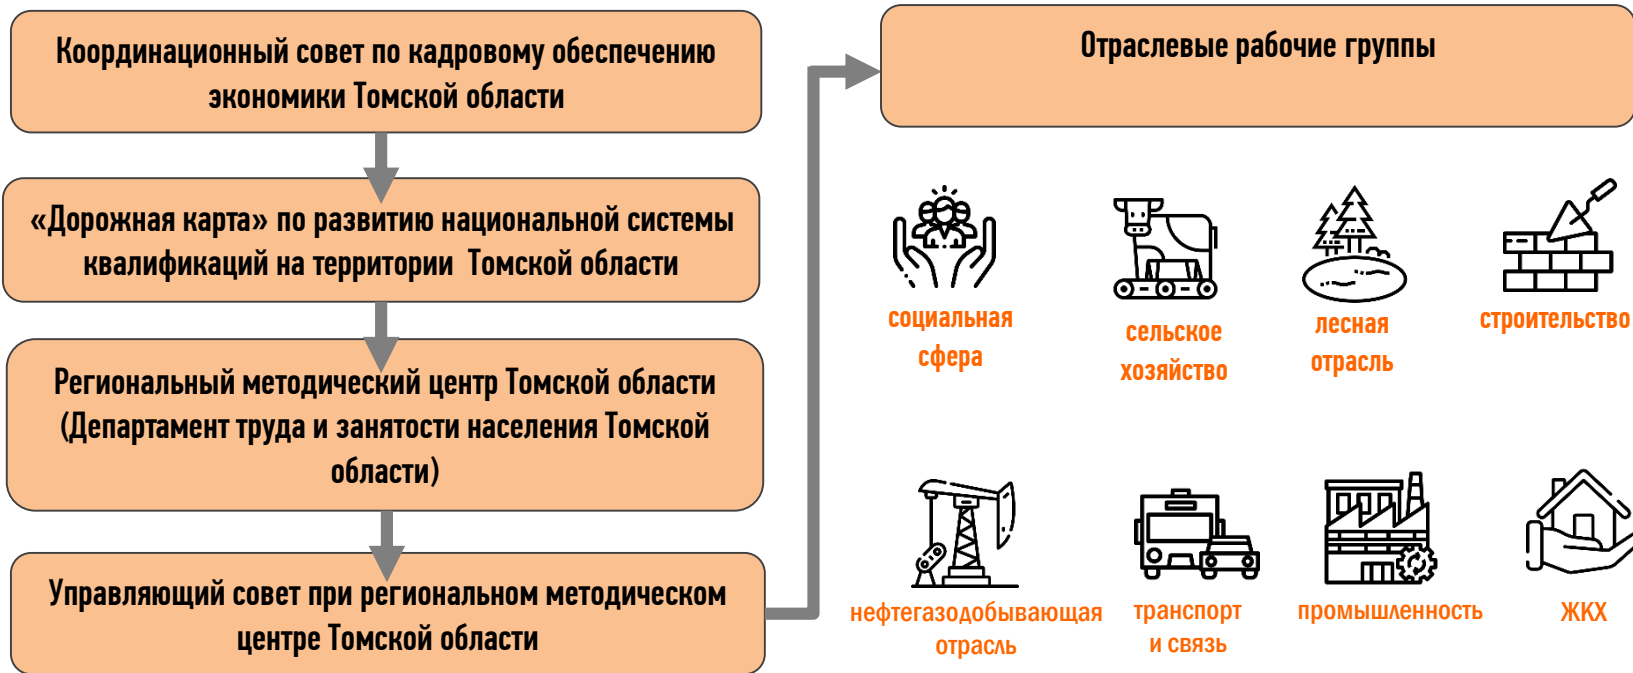 Координационный совет по кадровому обеспечению
экономики Томской области
«Дорожная карта» по развитию национальной системы
квалификаций на территории Томской области
Региональный методический центр Томской области
(Департамент труда и занятости населения Томской
области)
Управляющий совет при региональном методическом
центре Томской области
Отраслевые рабочие группы
социальная
сфера
сельское
хозяйство
лесная
отрасль
строительство
нефтегазодобывающая
отрасль
транспорт
и связь
промышленность
ЖКХ